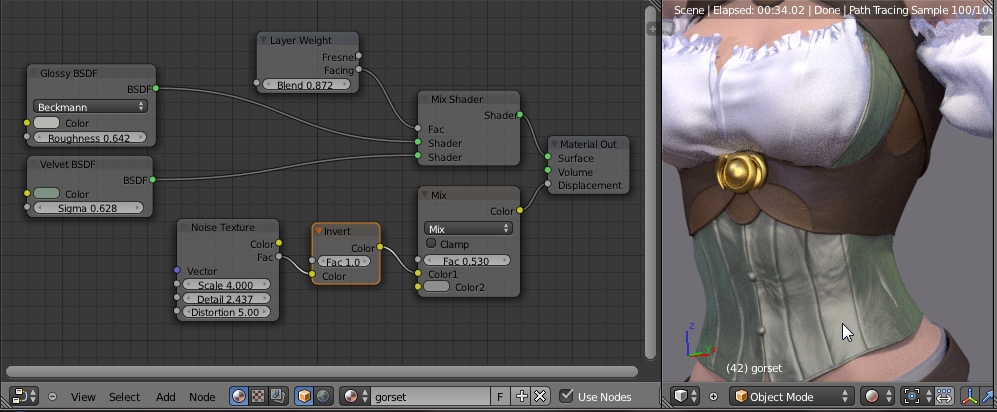 Scene | Elapsed: 00:34.02 | Done | Path Tracing Sample 100/100
Layer Weight
Fresnel
Facing
Blend 0.872
Glossy BSDF
BSDF
Beckmann
Color
Roughness 0.642
Velvet BSDF
BSDF
Color
Sigma 0.628
Mix Shader
Shader
Fac
Shader
Shader
Material Out
Surface
Volume
Displacement
Noise Texture
Color
Fac
Vector
Scale 4.000
Detail 2.437
Distortion 5.00
Invert
Color
Fac 1.0
Color
Mix
Color
Mix
Clamp
Fac 0.530
Color1
Color2
z
y
x
(42) gorset
View Select Add Node
gorset
F
Use Nodes
Object Mode